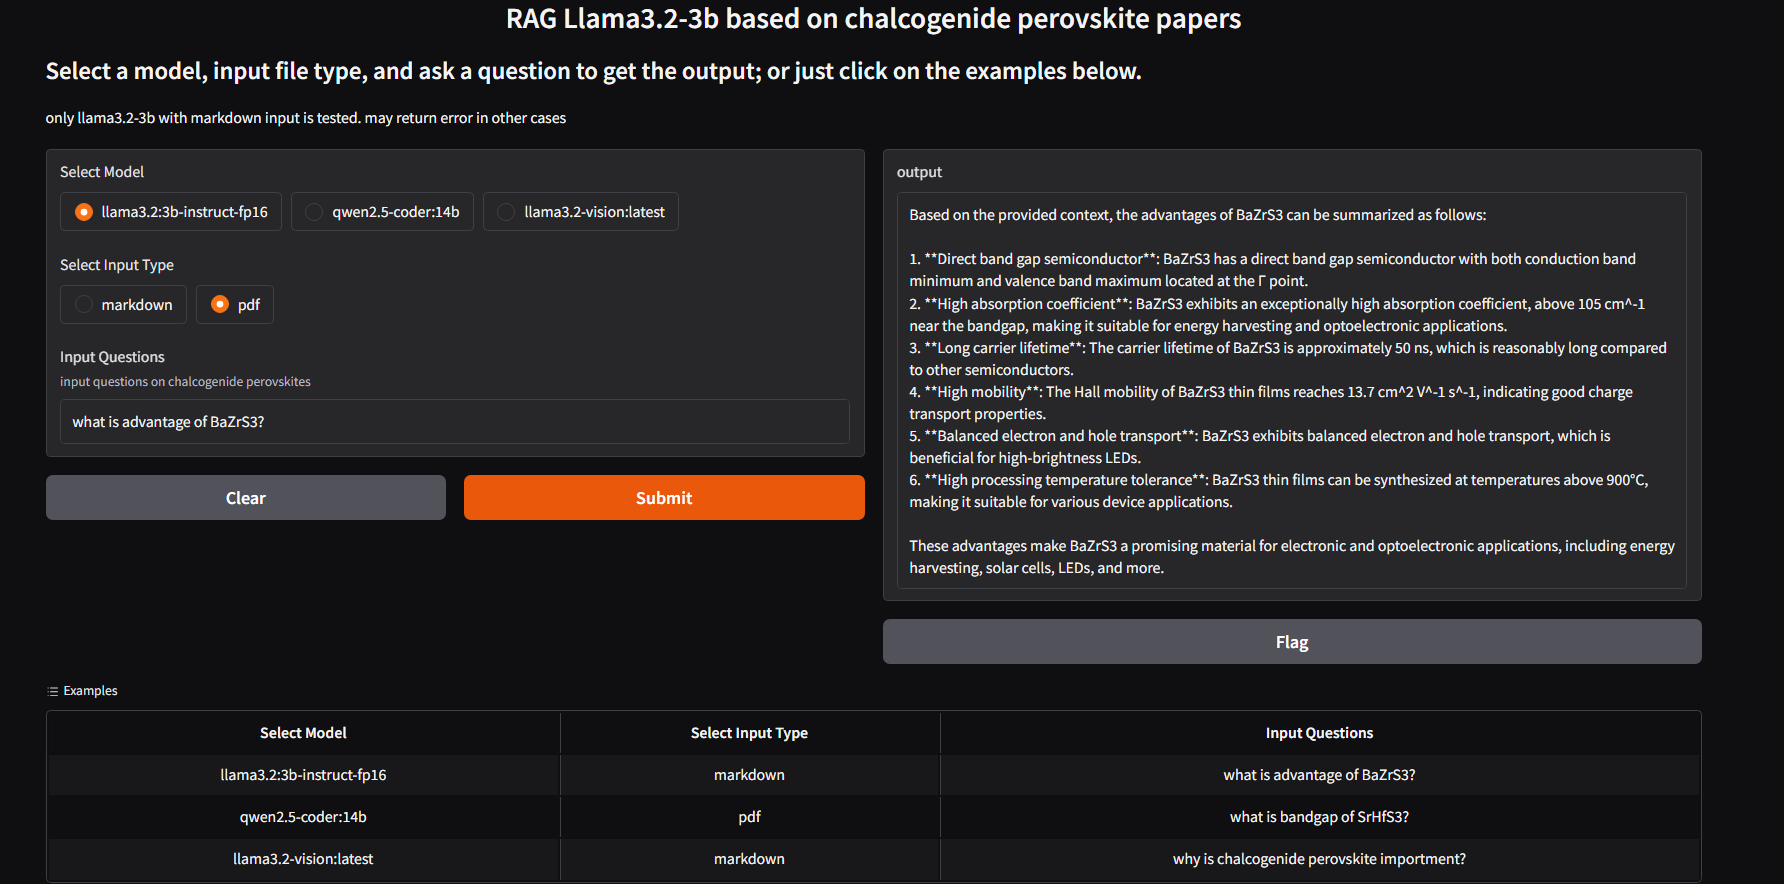 RAG Llama3.2-3b based on chalcogenide perovskite papers
Select a model, input file type, and ask a question to get the output; or just click on the examples below.
only llama3.2-3b with markdown input is tested. may return error in other cases
Select Model
llama3.2:3b-instruct-fp16
qwen2.5-coder:14b
llama3.2-vision:latest
Select Input Type
markdown
pdf
Input Questions
input questions on chalcogenide perovskites
what is advantage of BaZrS3?
Clear
Submit
output
Based on the provided context, the advantages of BaZrS3 can be summarized as follows:
1. **Direct band gap semiconductor**: BaZrS3 has a direct band gap semiconductor with both conduction band
minimum and valence band maximum located at the Γ point.
2. **High absorption coefficient**: BaZrS3 exhibits an exceptionally high absorption coefficient, above 105 cm^-1
near the bandgap, making it suitable for energy harvesting and optoelectronic applications.
3. **Long carrier lifetime**: The carrier lifetime of BaZrS3 is approximately 50 ns, which is reasonably long compared
to other semiconductors.
4. **High mobility**: The Hall mobility of BaZrS3 thin films reaches 13.7 cm^2 V^-1 s^-1, indicating good charge
transport properties.
5. **Balanced electron and hole transport**: BaZrS3 exhibits balanced electron and hole transport, which is
beneficial for high-brightness LEDs.
6. **High processing temperature tolerance**: BaZrS3 thin films can be synthesized at temperatures above 900°C,
making it suitable for various device applications.
These advantages make BaZrS3 a promising material for electronic and optoelectronic applications, including energy
harvesting, solar cells, LEDs, and more.
Flag
Examples
Select Model Select Input Type Input Questions
llama3.2:3b-instruct-fp16 markdown what is advantage of BaZrS3?
qwen2.5-coder:14b pdf what is bandgap of SrHfS3?
llama3.2-vision:latest markdown why is chalcogenide perovskite importment?